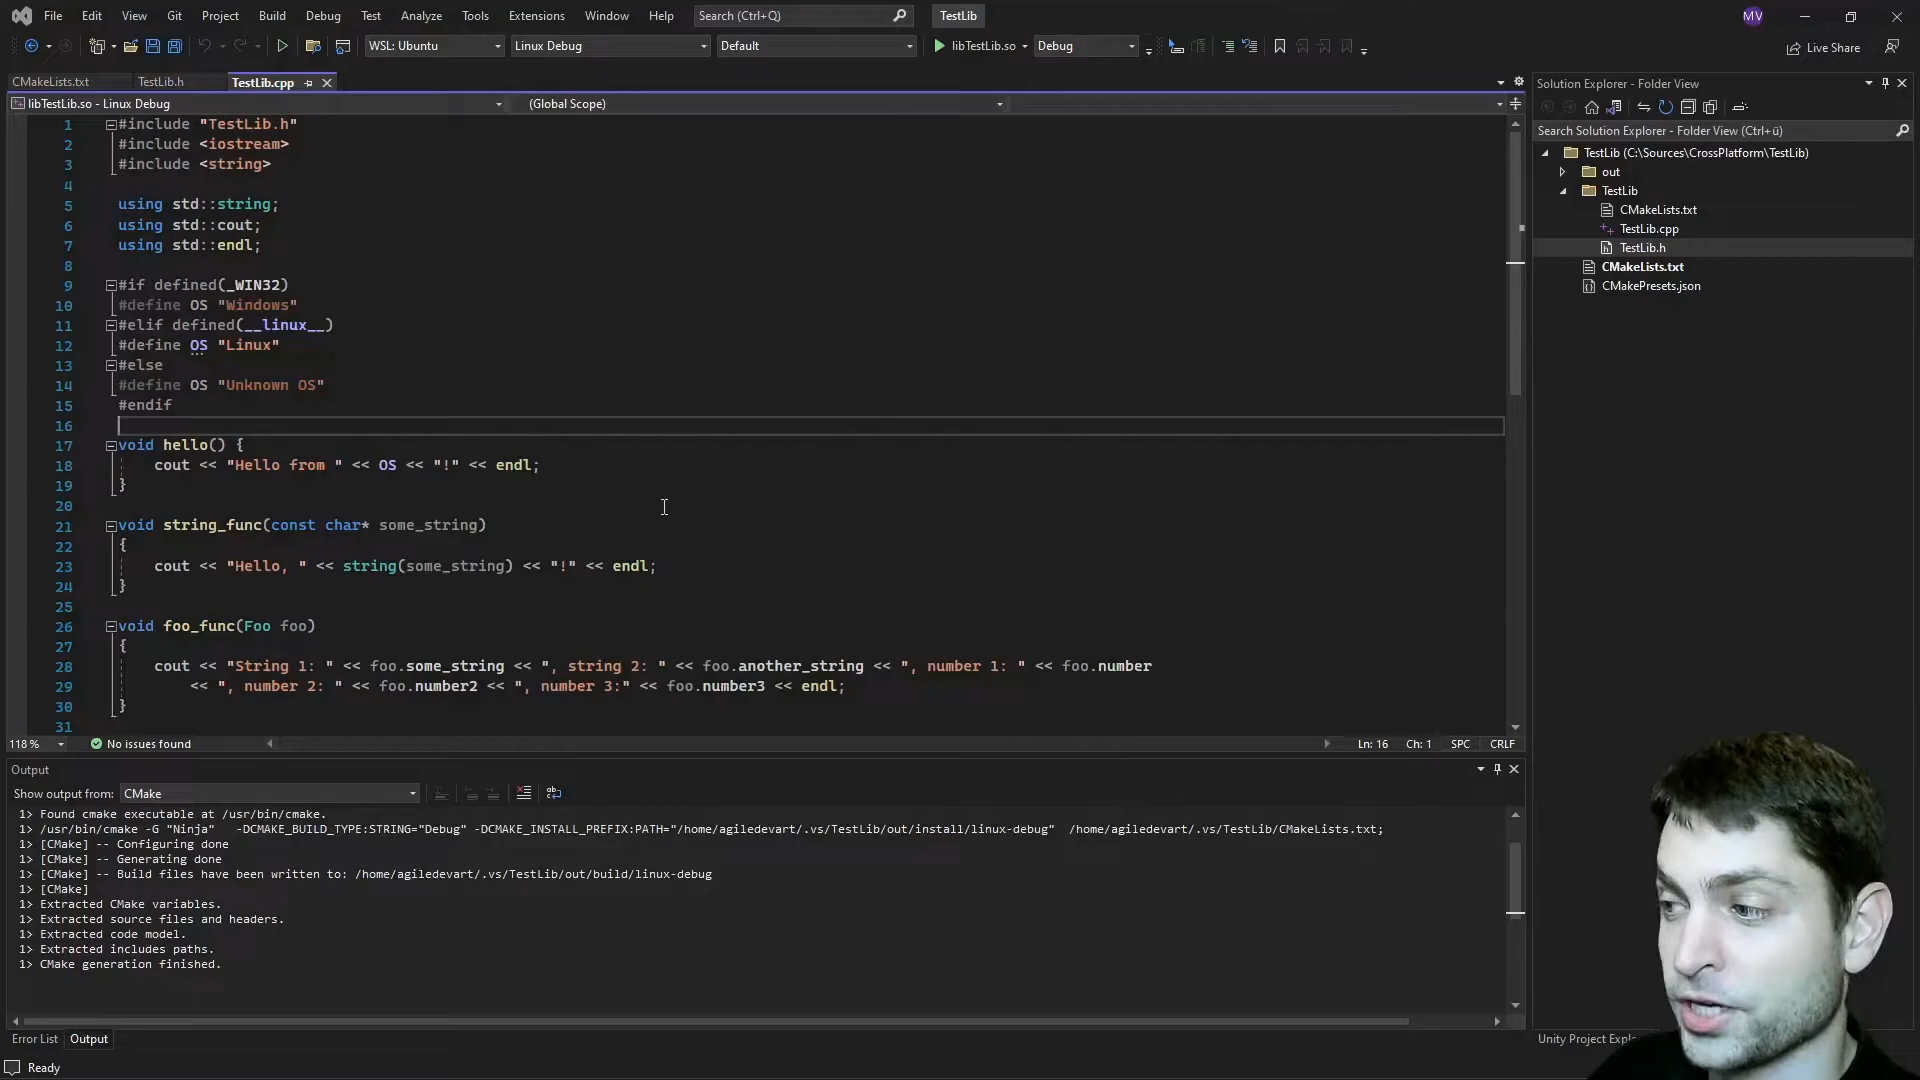 File Edit View Git Project Build Debug Test Analyze Tools Extensions Window Help Search (Ctrl+Q) TestLib MV
WSL: Ubuntu Linux Debug Default libTestLib.so Debug Live Share
CMakeLists.txt TestLib.h TestLib.cpp
libTestLib.so - Linux Debug (Global Scope)
1 #include "TestLib.h"
2 #include <iostream>
3 #include <string>
4
5 using std::string;
6 using std::cout;
7 using std::endl;
8
9 #if defined(_WIN32)
10 #define OS "Windows"
11 #elif defined(__linux__)
12 #define OS "Linux"
13 #else
14 #define OS "Unknown OS"
15 #endif
16
17 void hello() {
18 cout << "Hello from " << OS << "!" << endl;
19 }
20
21 void string_func(const char* some_string)
22 {
23 cout << "Hello, " << string(some_string) << "!" << endl;
24 }
25
26 void foo_func(Foo foo)
27 {
28 cout << "String 1: " << foo.some_string << ", string 2: " << foo.another_string << ", number 1: " << foo.number
29 << ", number 2: " << foo.number2 << ", number 3:" << foo.number3 << endl;
30 }
31
118 % No issues found Ln: 16 Ch: 1 SPC CRLF
Output
Show output from: CMake
1> Found cmake executable at /usr/bin/cmake.
1> /usr/bin/cmake -G "Ninja" -DCMAKE_BUILD_TYPE:STRING="Debug" -DCMAKE_INSTALL_PREFIX:PATH="/home/agiledevart/.vs/TestLib/out/install/linux-debug" /home/agiledevart/.vs/TestLib/CMakeLists.txt;
1> [CMake] -- Configuring done
1> [CMake] -- Generating done
1> [CMake] -- Build files have been written to: /home/agiledevart/.vs/TestLib/out/build/linux-debug
1> [CMake]
1> Extracted CMake variables.
1> Extracted source files and headers.
1> Extracted code model.
1> Extracted includes paths.
1> CMake generation finished.
Error List Output
Ready
Solution Explorer - Folder View
Search Solution Explorer - Folder View (Ctrl+ü)
TestLib (C:\Sources\CrossPlatform\TestLib)
out
TestLib
CMakeLists.txt
TestLib.cpp
TestLib.h
CMakeLists.txt
CMakePresets.json
Unity Project Explo